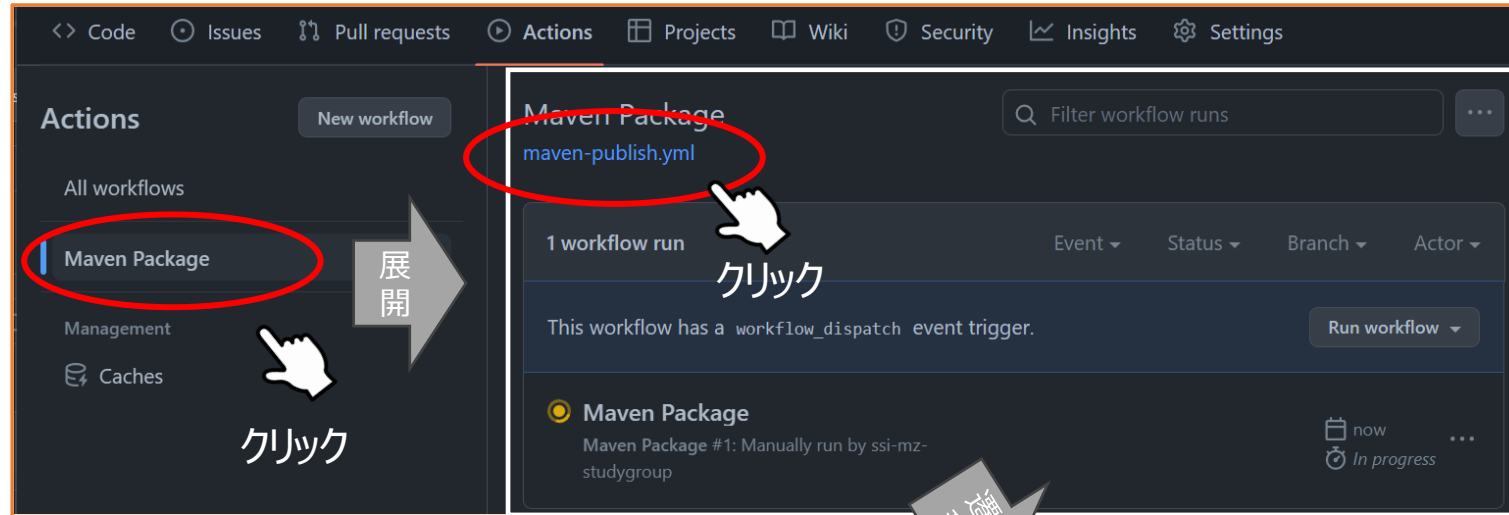 Code Issues Pull requests Actions Projects Wiki Security Insights Settings
Actions
New workflow
All workflows
Maven Package
Management
Caches
クリック
展
開
Maven Package
Filter workflow runs
maven-publish.yml
クリック
1 workflow run
Event Status Branch Actor
This workflow has a workflow_dispatch event trigger.
Run workflow
Maven Package
Maven Package #1: Manually run by ssi-mz-
studygroup
now
In progress